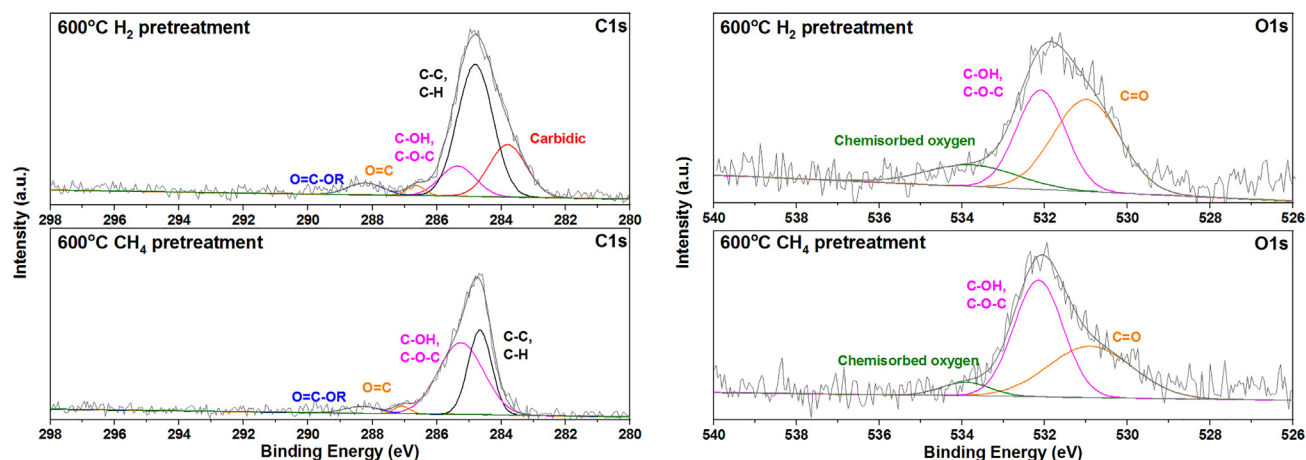 600°C H₂ pretreatment
C1s
C-C,
C-H
C-OH,
C-O-C
Carbidic
O=C
O=C-OR
298 296 294 292 290 288 286 284 282 280
600°C CH₄ pretreatment
C1s
C-OH,
C-O-C
C-C,
C-H
O=C
O=C-OR
298 296 294 292 290 288 286 284 282 280
Binding Energy (eV)
Intensity (a.u.)
600°C H₂ pretreatment
O1s
C-OH,
C-O-C
C=O
Chemisorbed oxygen
540 538 536 534 532 530 528 526
600°C CH₄ pretreatment
O1s
C-OH,
C-O-C
C=O
Chemisorbed oxygen
540 538 536 534 532 530 528 526
Binding Energy (eV)
Intensity (a.u.)